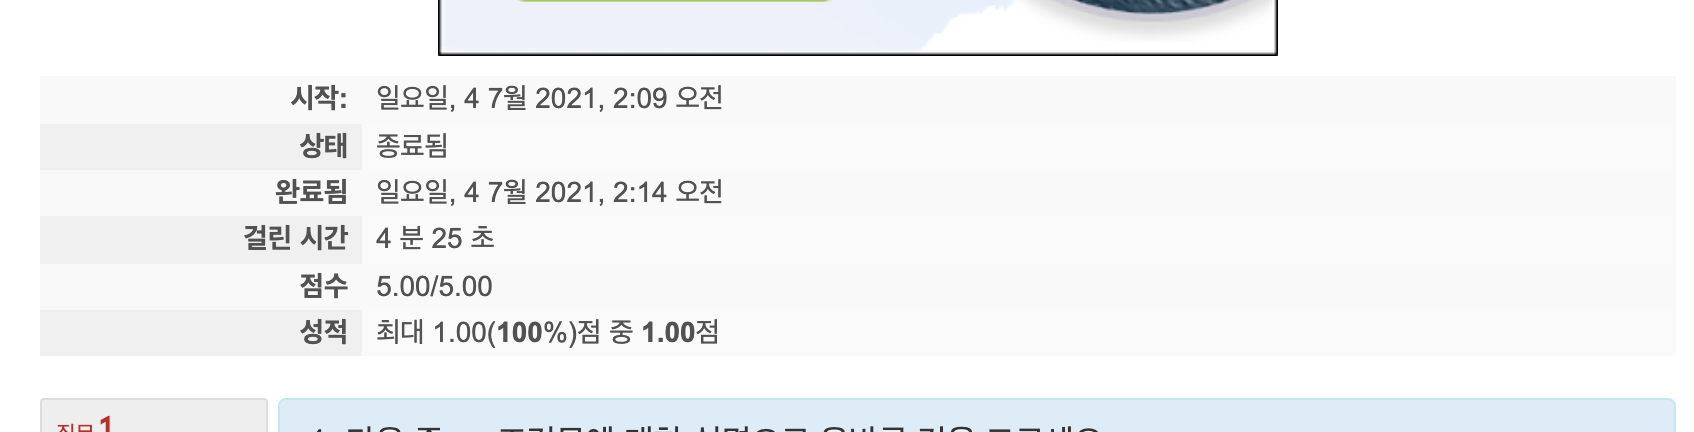 시작: 일요일, 4 7월 2021, 2:09 오전
상태 종료됨
완료됨 일요일, 4 7월 2021, 2:14 오전
걸린 시간 4 분 25 초
점수 5.00/5.00
성적 최대 1.00(100%)점 중 1.00점
질문 1